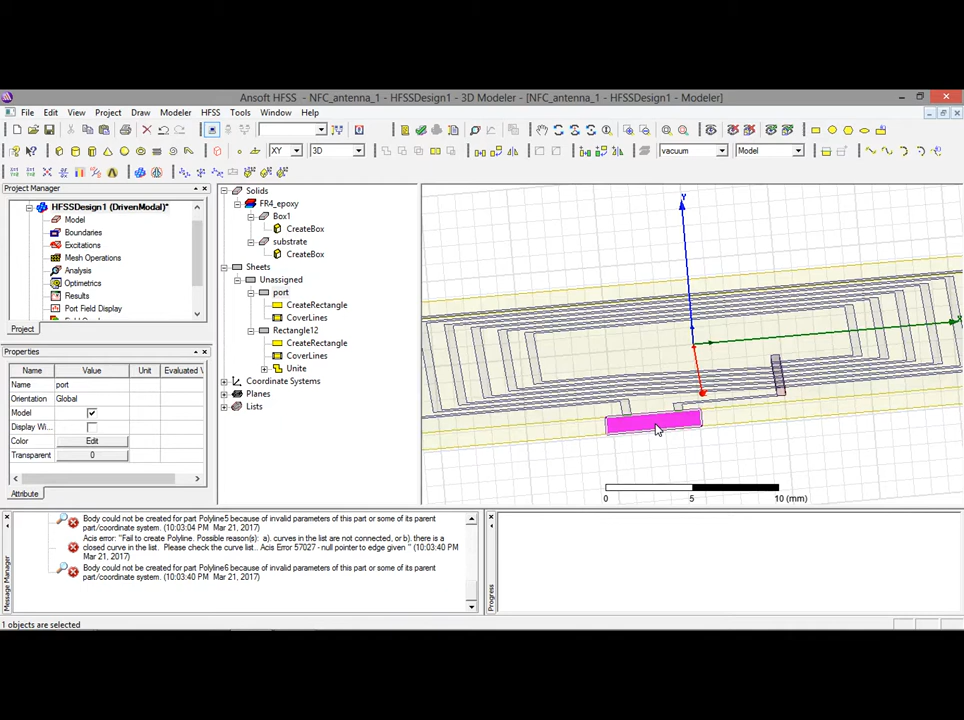 Ansoft HFSS - NFC_antenna_1 - HFSSDesign1 - 3D Modeler - [NFC_antenna_1 - HFSSDesign1 - Modeler]
File Edit View Project Draw Modeler HFSS Tools Window Help
XY 3D vacuum Model
Project Manager
HFSSDesign1 (DrivenModal)*
Model
Boundaries
Excitations
Mesh Operations
Analysis
Optimetrics
Results
Port Field Display
Project
Properties
Name Value Unit Evaluated V
Name port
Orientation Global
Model
Display Wi...
Color Edit
Transparent 0
Attribute
Solids
FR4_epoxy
Box1
CreateBox
substrate
CreateBox
Sheets
Unassigned
port
CreateRectangle
CoverLines
Rectangle12
CreateRectangle
CoverLines
Unite
Coordinate Systems
Planes
Lists
Y
0 5 10 (mm)
Message Manager
Body could not be created for part Polyline5 because of invalid parameters of this part or some of its parent
part/coordinate system. (10:03:04 PM Mar 21, 2017)
Acis error: "Fail to create Polyline. Possible reason(s): a). curves in the list are not connected, or b). there is a
closed curve in the list. Please check the curve list.. Acis Error 57027 - null pointer to edge given " (10:03:40 PM
Mar 21, 2017)
Body could not be created for part Polyline6 because of invalid parameters of this part or some of its parent
part/coordinate system. (10:03:40 PM Mar 21, 2017)
Progress
1 objects are selected